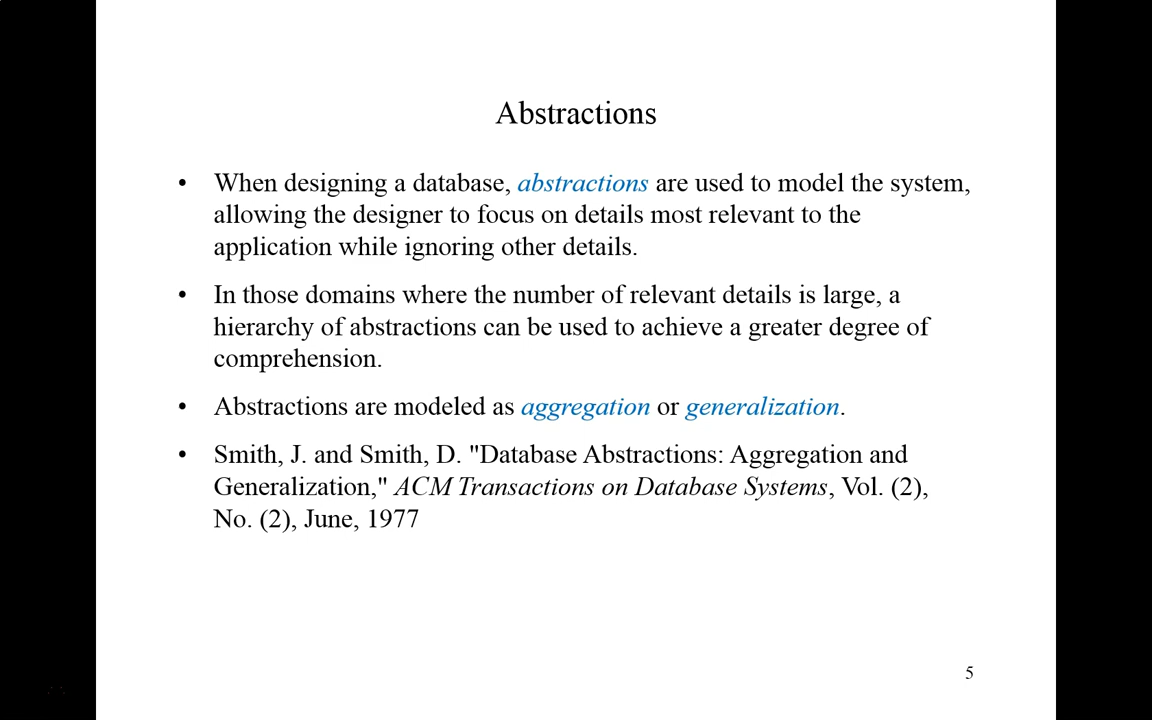 Abstractions
• When designing a database, abstractions are used to model the system,
allowing the designer to focus on details most relevant to the
application while ignoring other details.
• In those domains where the number of relevant details is large, a
hierarchy of abstractions can be used to achieve a greater degree of
comprehension.
• Abstractions are modeled as aggregation or generalization.
• Smith, J. and Smith, D. "Database Abstractions: Aggregation and
Generalization," ACM Transactions on Database Systems, Vol. (2),
No. (2), June, 1977
5